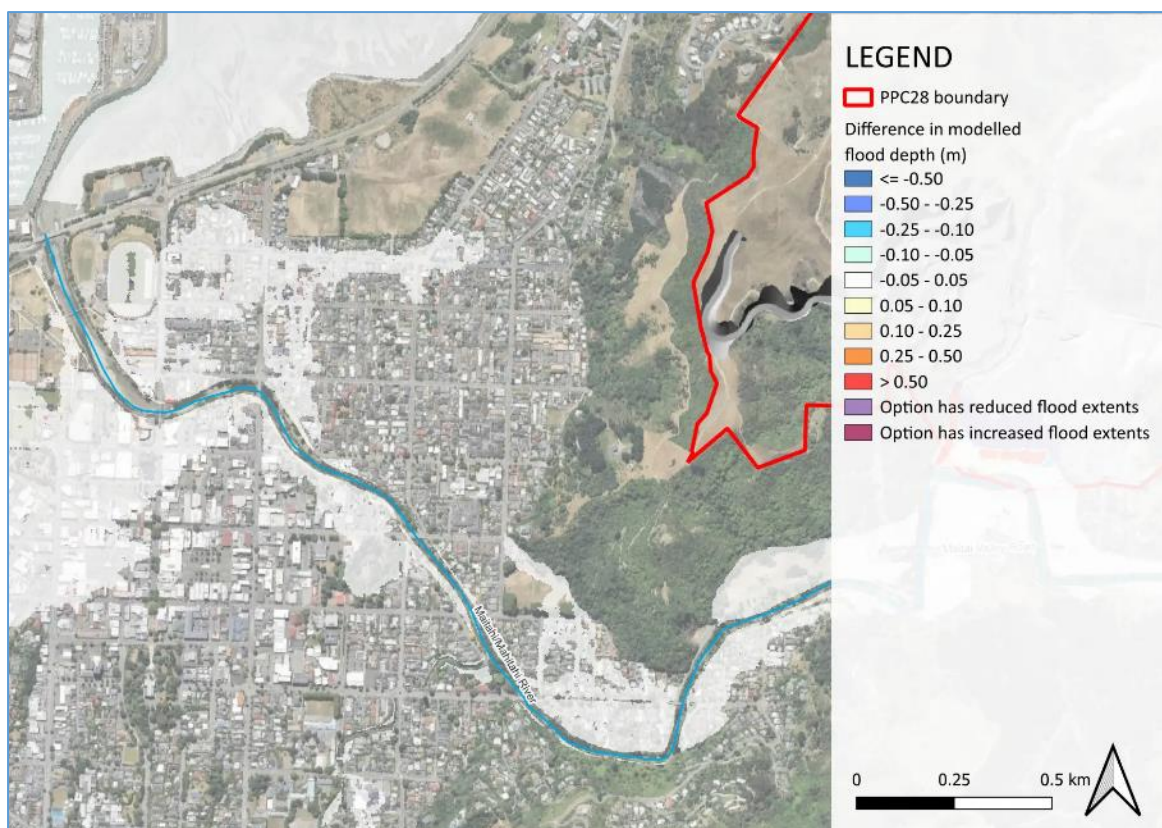 LEGEND
PPC28 boundary
Difference in modelled
flood depth (m)
<= -0.50
-0.50 - -0.25
-0.25 - -0.10
-0.10 - -0.05
-0.05 - 0.05
0.05 - 0.10
0.10 - 0.25
0.25 - 0.50
> 0.50
Option has reduced flood extents
Option has increased flood extents
Maitahi/Mahitahi River
0 0.25 0.5 km